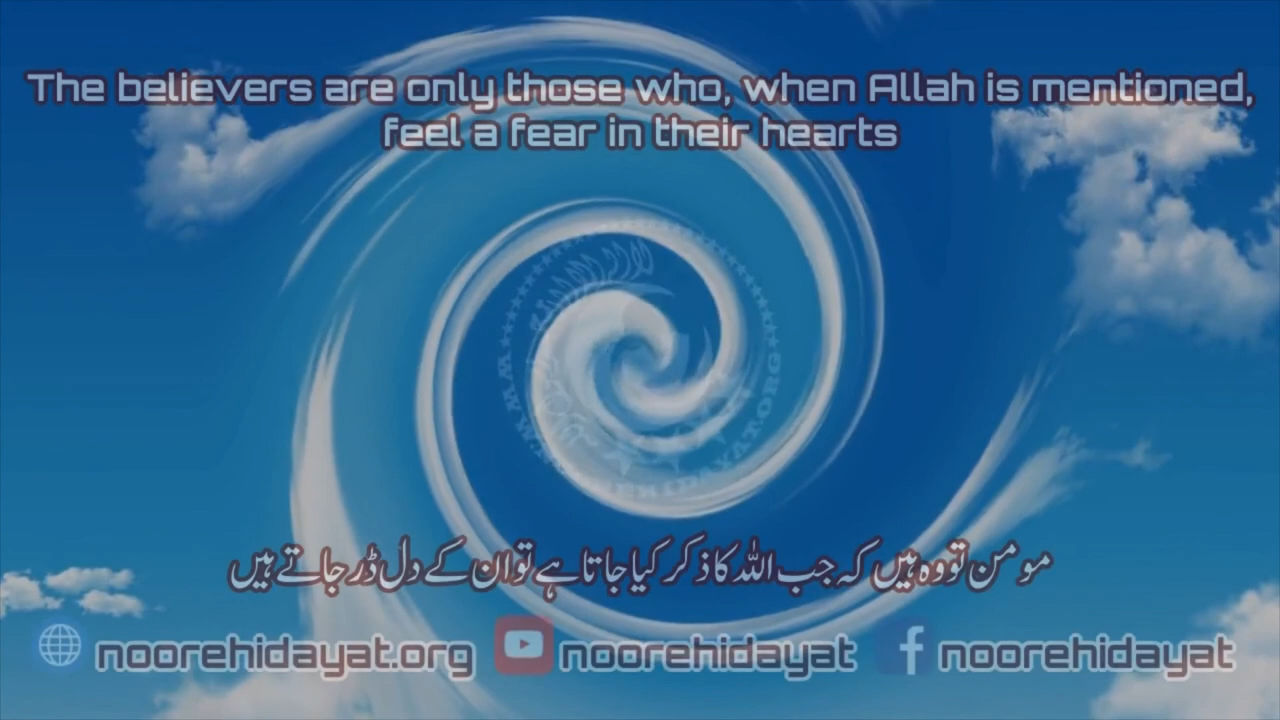 The believers are only those who, when Allah is mentioned,
feel a fear in their hearts
مومن تو وہ ہیں کہ جب اللہ کا ذکر کیا جاتا ہے تو ان کے دل ڈر جاتے ہیں
noorehidayat.org noorehidayat noorehidayat